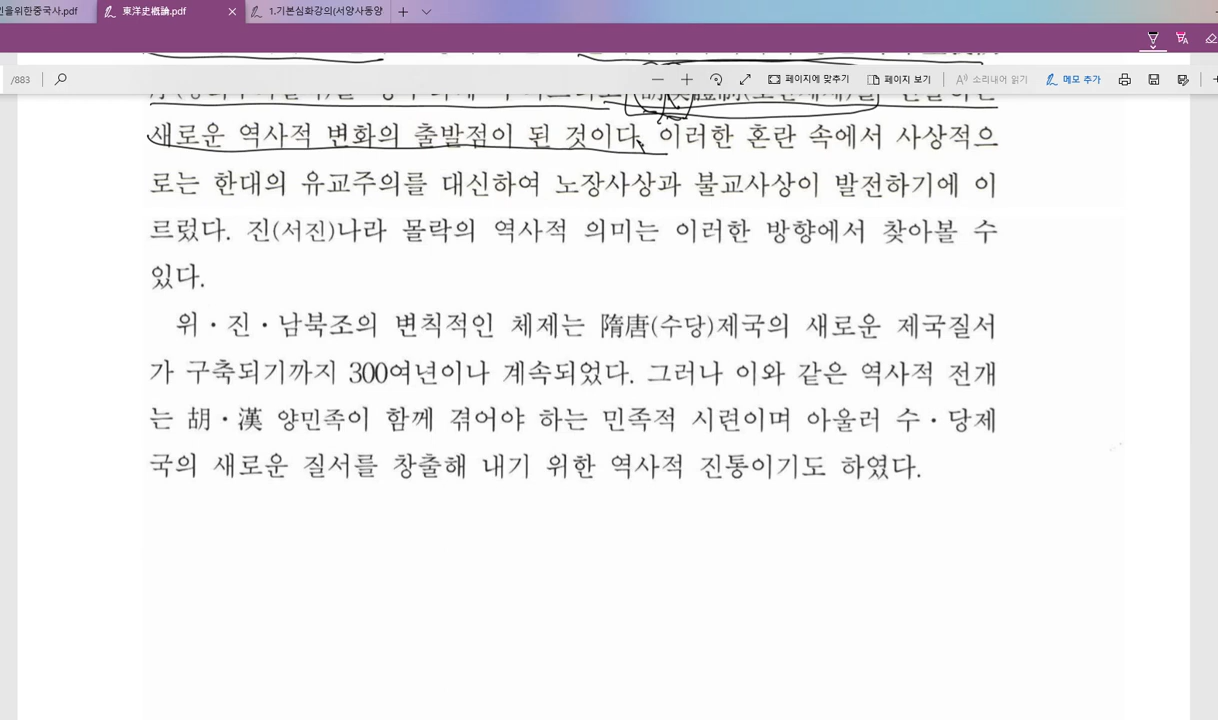 인을위한중국사.pdf
東洋史槪論.pdf
1.기본심화강의(서양사동양
/883
페이지에 맞추기
페이지 보기
소리내어 읽기
메모 추가
새로운 역사적 변화의 출발점이 된 것이다. 이러한 혼란 속에서 사상적으
로는 한대의 유교주의를 대신하여 노장사상과 불교사상이 발전하기에 이
르렀다. 진(서진)나라 몰락의 역사적 의미는 이러한 방향에서 찾아볼 수
있다.
위·진·남북조의 변칙적인 체제는 隋唐(수당)제국의 새로운 제국질서
가 구축되기까지 300여년이나 계속되었다. 그러나 이와 같은 역사적 전개
는 胡·漢 양민족이 함께 겪어야 하는 민족적 시련이며 아울러 수·당제
국의 새로운 질서를 창출해 내기 위한 역사적 진통이기도 하였다.